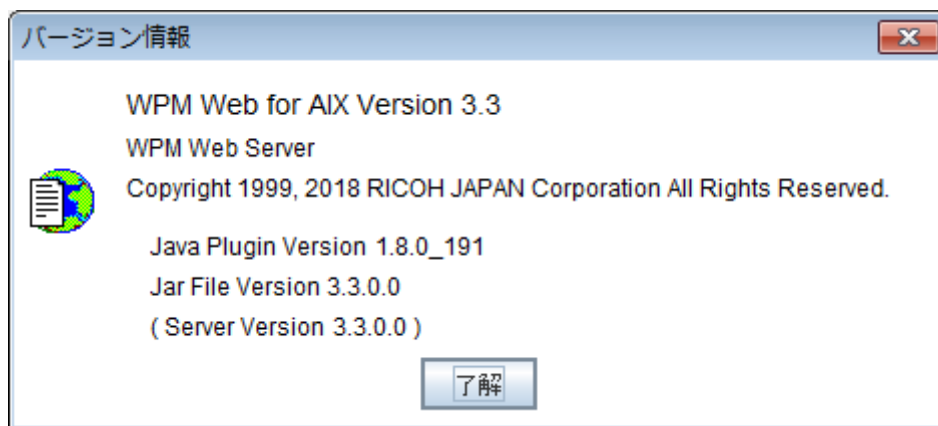 バージョン情報
WPM Web for AIX Version 3.3
WPM Web Server
Copyright 1999, 2018 RICOH JAPAN Corporation All Rights Reserved.
Java Plugin Version 1.8.0_191
Jar File Version 3.3.0.0
( Server Version 3.3.0.0 )
了解